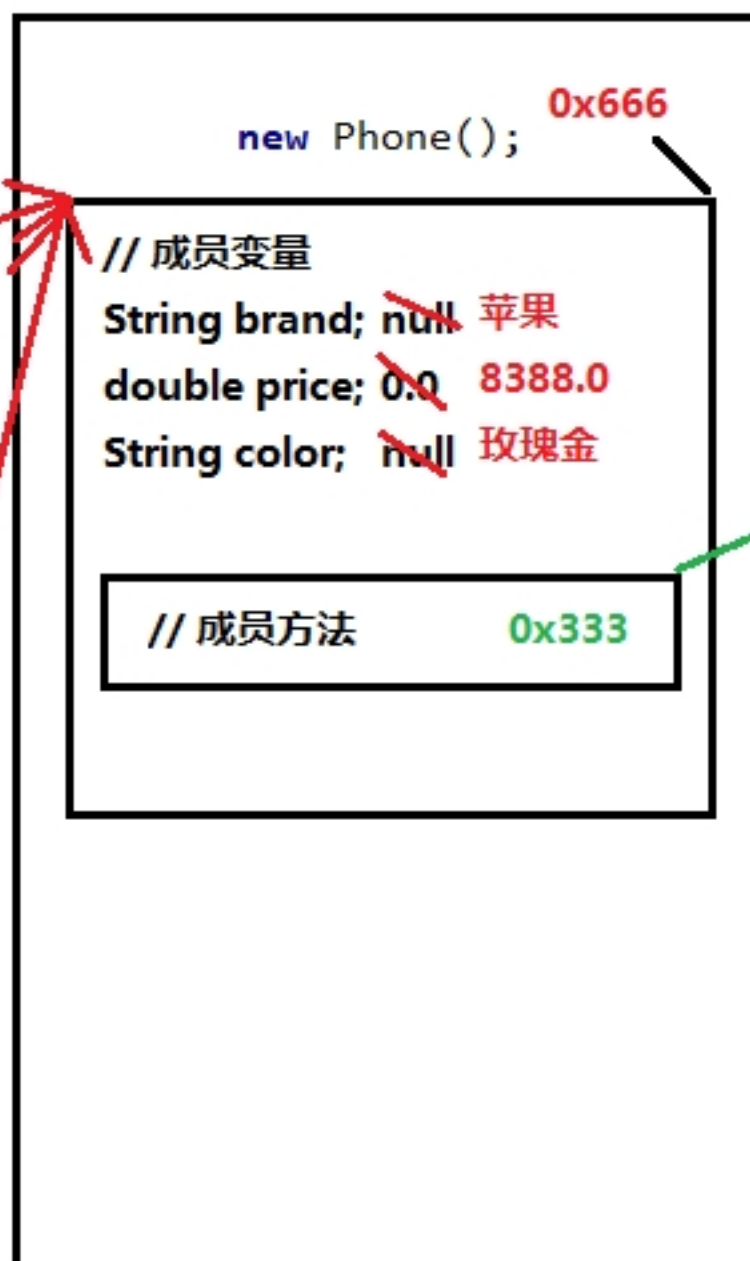 0x666
new Phone();
// 成员变量
String brand; null 苹果
double price; 0.0 8388.0
String color; null 玫瑰金
// 成员方法 0x333